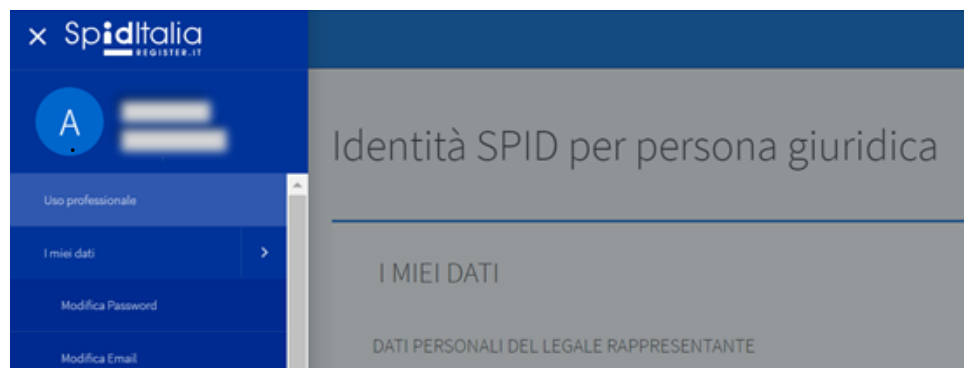 × SpidItalia
REGISTER.IT
A
Uso professionale
I miei dati
Modifica Password
Modifica Email
Identità SPID per persona giuridica
I MIEI DATI
DATI PERSONALI DEL LEGALE RAPPRESENTANTE